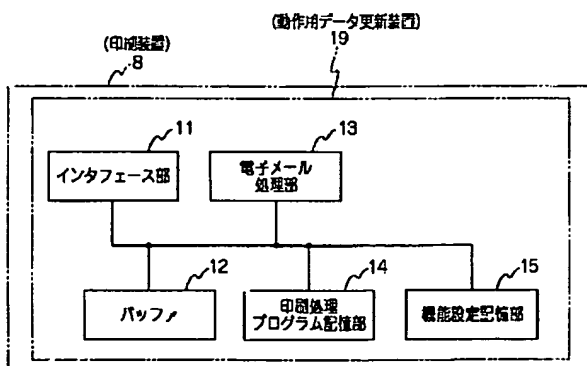 (印刷装置)
8
(動作用データ更新装置)
19
11
インタフェース部
13
電子メール
処理部
12
バッファ
14
印刷処理
プログラム記憶部
15
機能設定記憶部